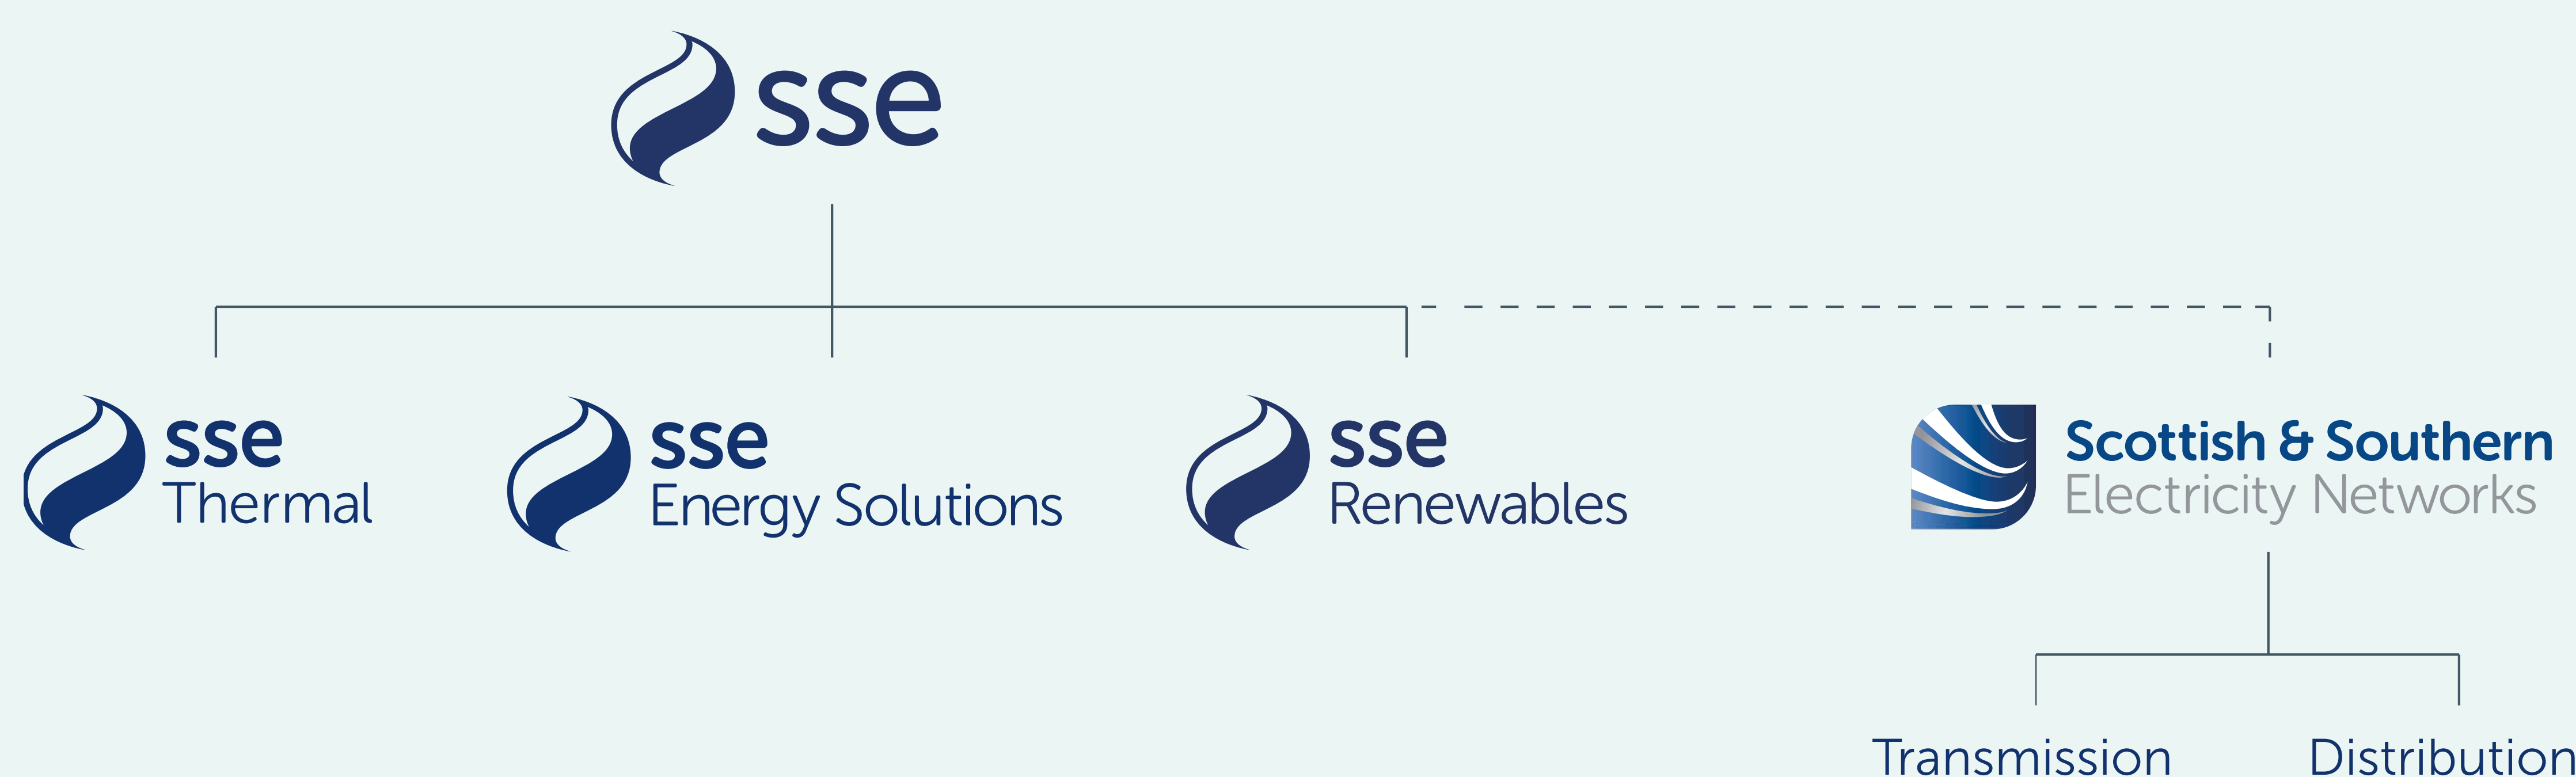 sse
sse
Thermal
sse
Energy Solutions
sse
Renewables
Scottish & Southern
Electricity Networks
Transmission
Distribution